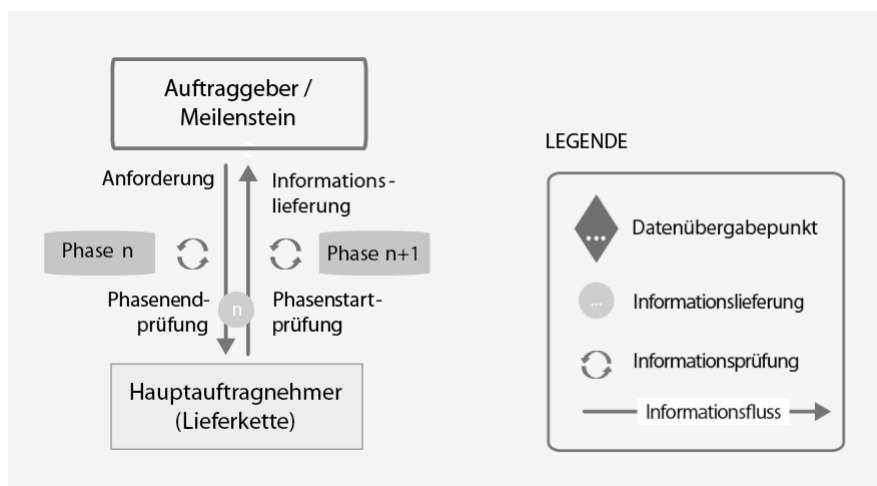 Auftraggeber /
Meilenstein
2
Anforderung
Informations-
lieferung
Phase n
Phase n+1
Phasenend-
prüfung
n
Phasenstart-
prüfung
Hauptauftragnehmer
(Lieferkette)
LEGENDE
...
Datenübergabepunkt
...
Informationslieferung
Informationsprüfung
Informationsfluss